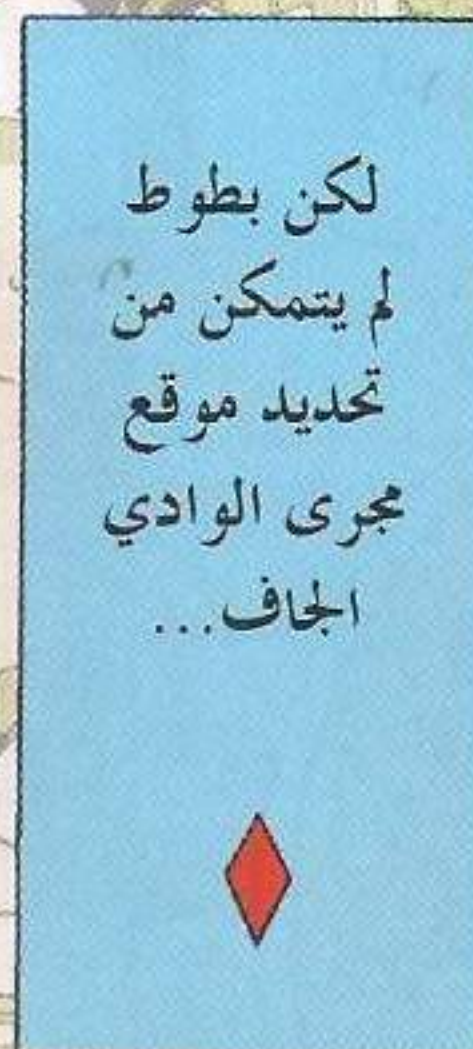 لكن بطوط
لم يتمكن من
تحديد موقع
مجرى الوادي
الجاف...